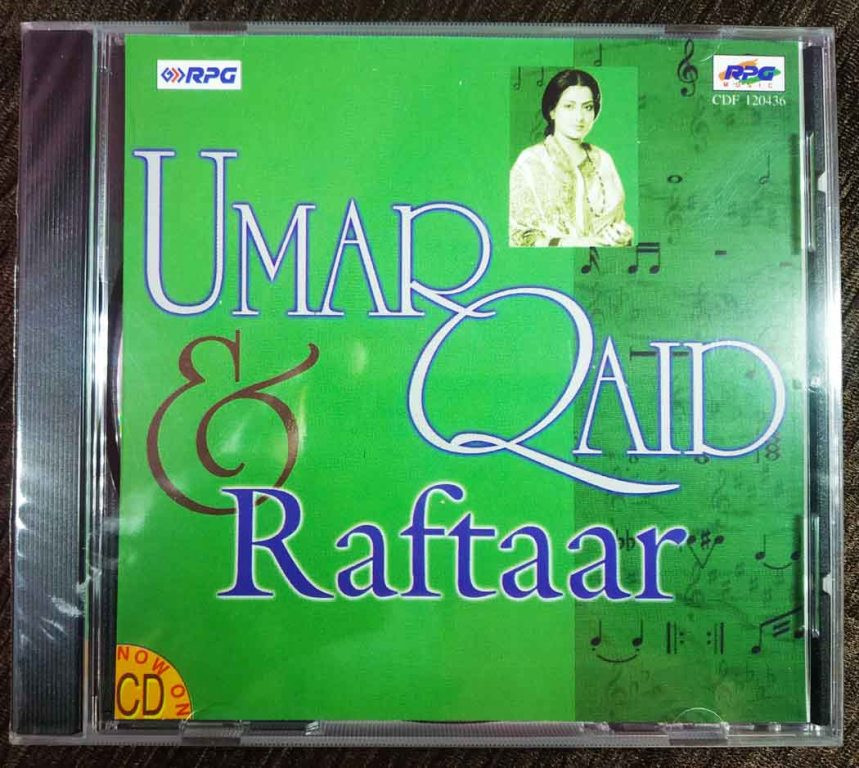 RPG
RPG
MUSIC
CDF 120436
UMAR
QAID
&
Raftaar
NOW ON
CD